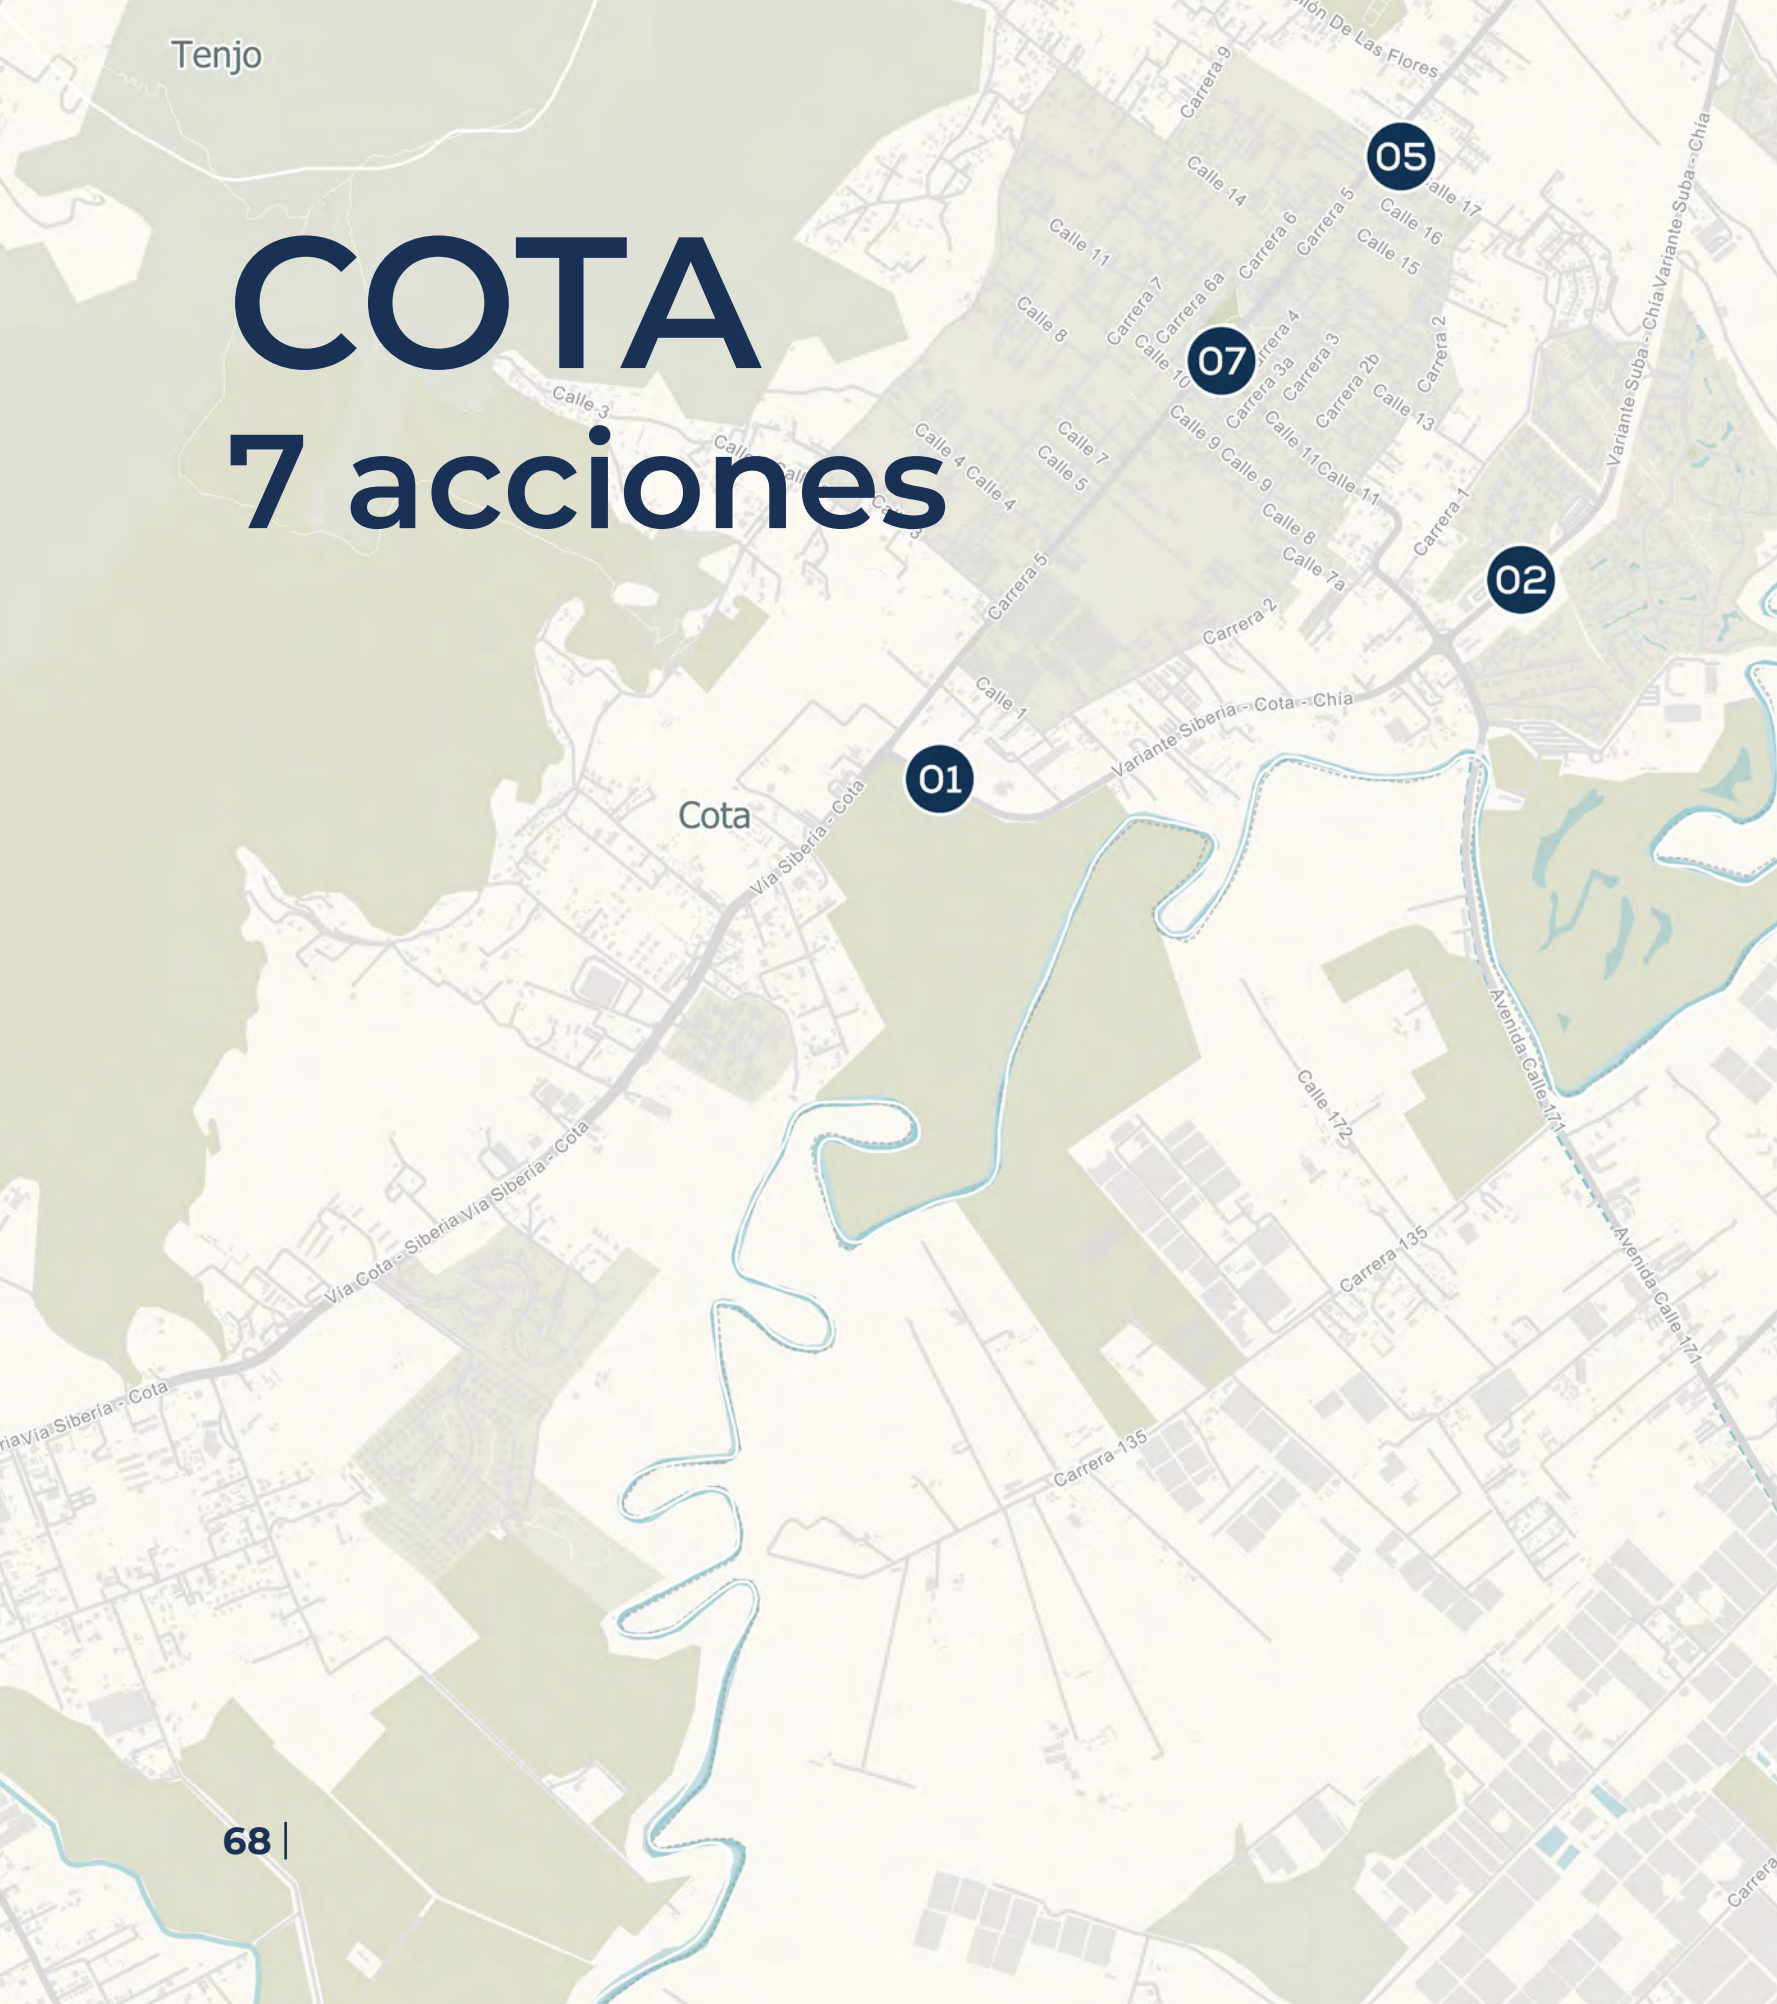 Tenjo
Carrera 9
05
Calle 14
Calle 16
Calle 15
Carrera 6
Carrera 5
Calle 11
Carrera 7
Carrera 6a
Variante Suba - Chía
Variante Suba - Chía
COTA
Calle 8
Carrera 4
Carrera 3
Carrera 2
07
Calle 10
Carrera 3a
Carrera 2b
Calle 13
Calle 3
7 acciones
Calle 4
Calle 4
Calle 7
Calle 5
Calle 9
Calle 9
Calle 11
Calle 11
Calle 8
Calle 7a
Carrera 1
02
Carrera 5
Carrera 2
Calle 1
Variante Siberia - Cota - Chía
01
Cota
Vía Siberia - Cota
Avenida Calle 171
Calle 172
Vía Cota - Siberia
Vía Siberia - Cota
Carrera 135
Avenida Calle 171
Vía Siberia - Cota
Carrera 135
68 |
Carrera